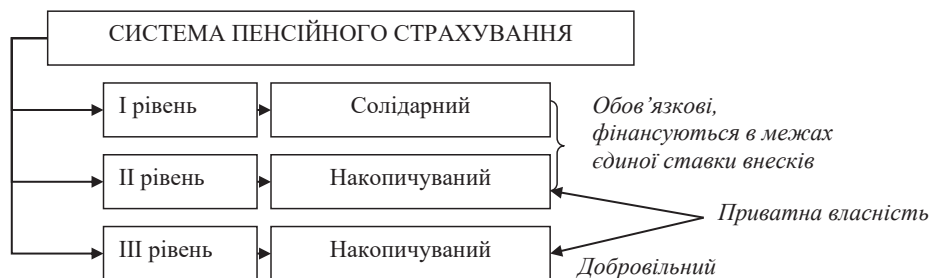 СИСТЕМА ПЕНСІЙНОГО СТРАХУВАННЯ
І рівень
Солідарний
Обов’язкові,
фінансуються в межах
єдиної ставки внесків
ІІ рівень
Накопичуваний
Приватна власність
ІІІ рівень
Накопичуваний
Добровільний